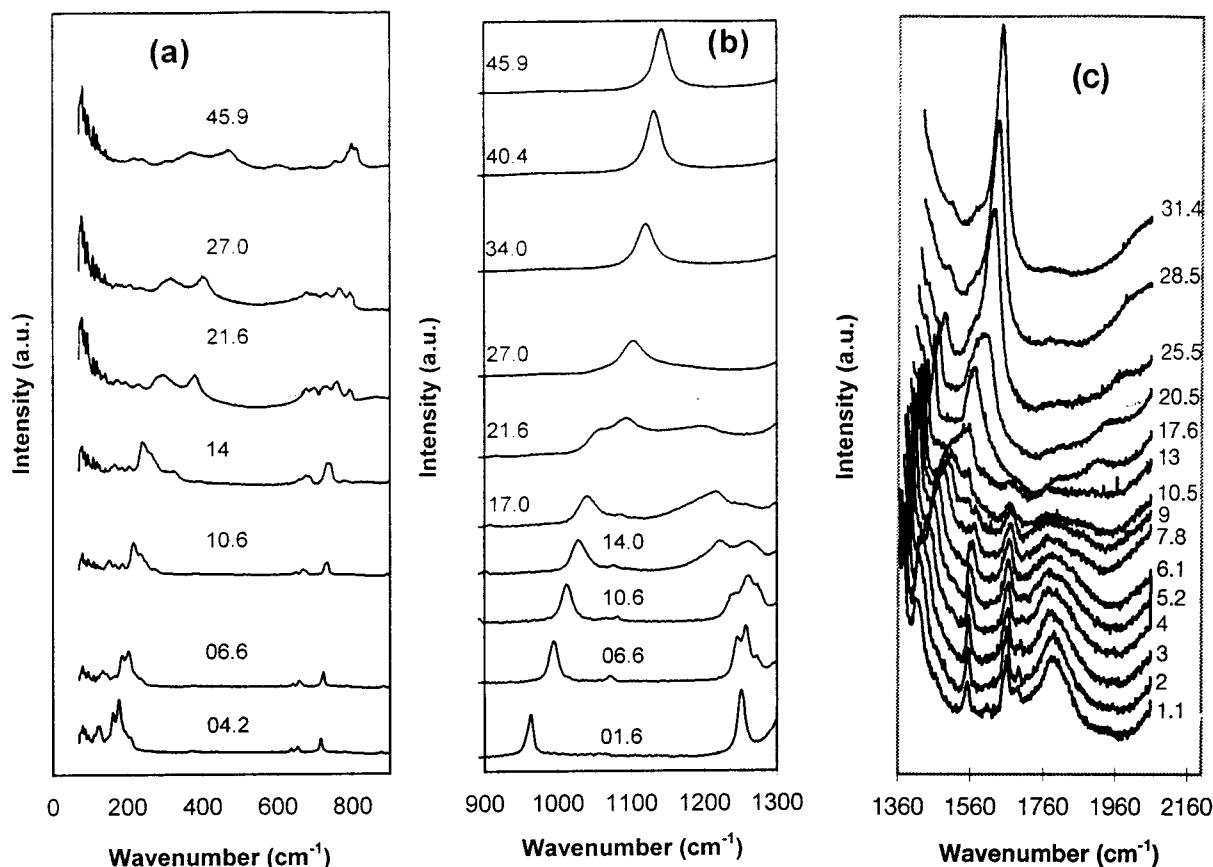 (a)
45.9
27.0
21.6
14
10.6
06.6
04.2
Intensity (a.u.)
0 200 400 600 800
Wavenumber (cm-1)
(b)
45.9
40.4
34.0
27.0
21.6
17.0
14.0
10.6
06.6
01.6
Intensity (a.u.)
900 1000 1100 1200 1300
Wavenumber (cm-1)
(c)
31.4
28.5
25.5
20.5
17.6
13
10.5
9
7.8
6.1
5.2
4
3
2
1.1
Intensity (a.u.)
1360 1560 1760 1960 2160
Wavenumber (cm-1)